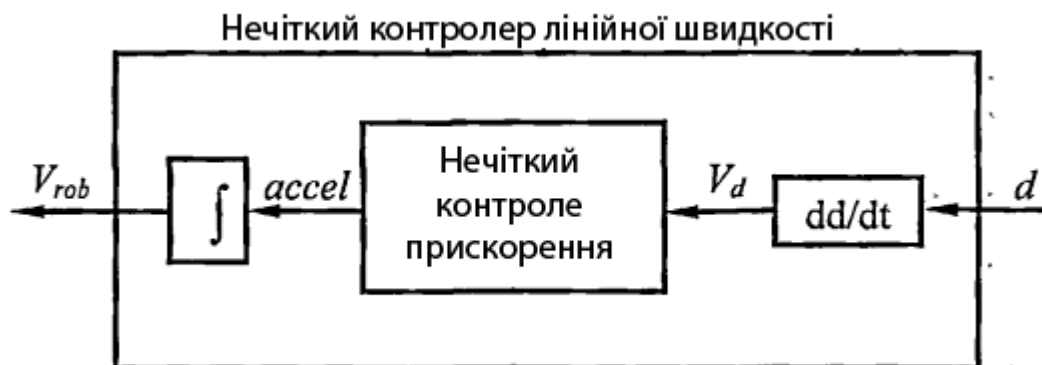 Нечіткий контролер лінійної швидкості
V_rob
∫
accel
Нечіткий
контроле
прискорення
V_d
dd/dt
d